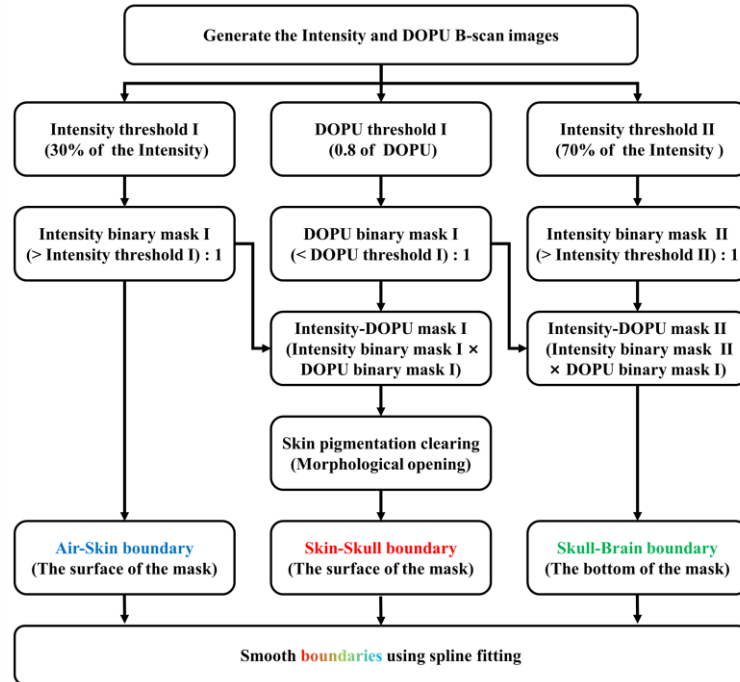 Generate the Intensity and DOPU B-scan images
Intensity threshold I
(30% of the Intensity)
DOPU threshold I
(0.8 of DOPU)
Intensity threshold II
(70% of the Intensity )
Intensity binary mask I
(> Intensity threshold I) : 1
DOPU binary mask I
(< DOPU threshold I) : 1
Intensity binary mask II
(> Intensity threshold II) : 1
Intensity-DOPU mask I
(Intensity binary mask I ×
DOPU binary mask I)
Intensity-DOPU mask II
(Intensity binary mask II
× DOPU binary mask I)
Skin pigmentation clearing
(Morphological opening)
Air-Skin boundary
(The surface of the mask)
Skin-Skull boundary
(The surface of the mask)
Skull-Brain boundary
(The bottom of the mask)
Smooth boundaries using spline fitting